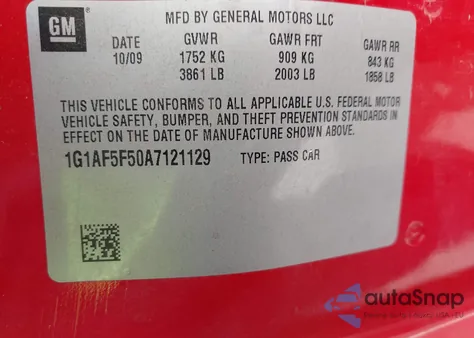 GM
MFD BY GENERAL MOTORS LLC
DATE GVWR GAWR FRT GAWR RR
10/09 1752 KG 909 KG 843 KG
3861 LB 2003 LB 1858 LB
THIS VEHICLE CONFORMS TO ALL APPLICABLE U.S. FEDERAL MOTOR
VEHICLE SAFETY, BUMPER, AND THEFT PREVENTION STANDARDS IN
EFFECT ON THE DATE OF MANUFACTURE SHOWN ABOVE.
1G1AF5F50A7121129 TYPE: PASS CAR
autaSnap